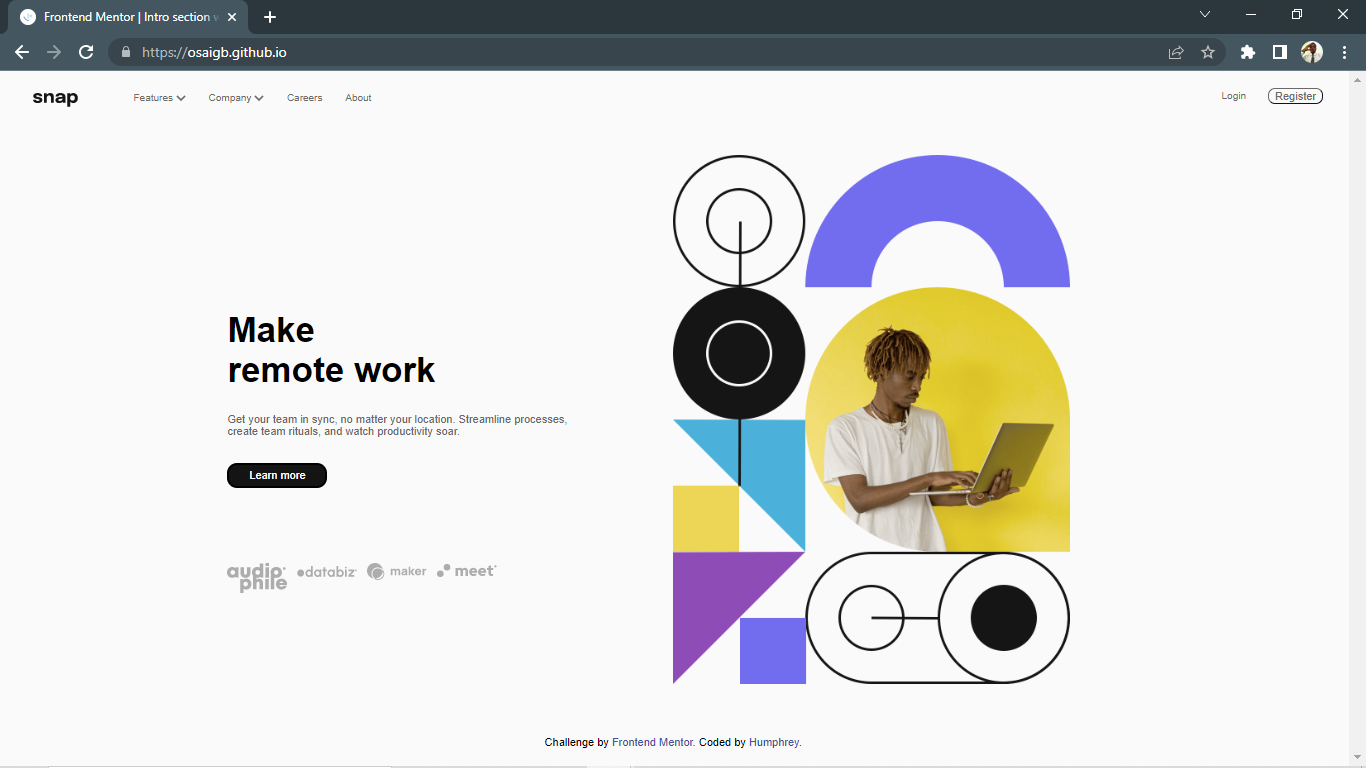 Frontend Mentor | Intro section w
https://osaigb.github.io
snap Features Company Careers About Login Register
Make
remote work
Get your team in sync, no matter your location. Streamline processes,
create team rituals, and watch productivity soar.
Learn more
audiophile databiz maker meet
Challenge by Frontend Mentor. Coded by Humphrey.